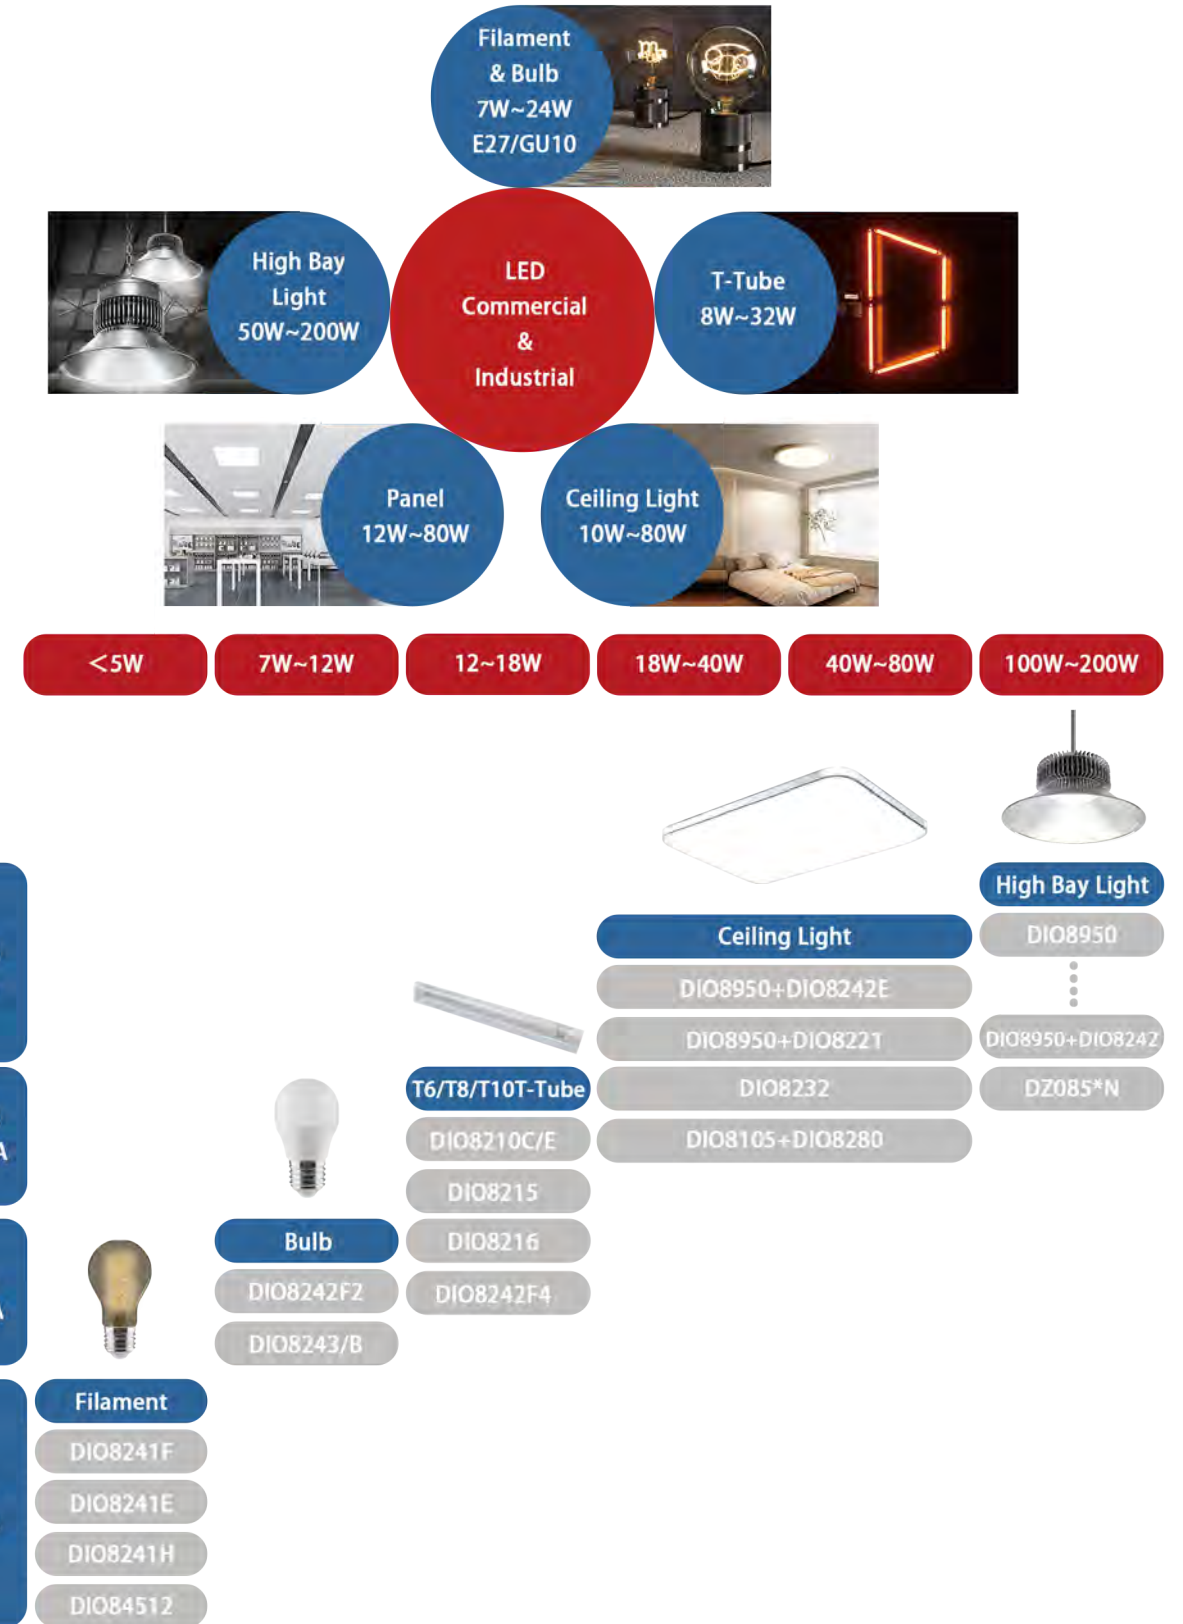 Filament
& Bulb
7W~24W
E27/GU10
High Bay
Light
50W~200W
LED
Commercial
&
Industrial
T-Tube
8W~32W
Panel
12W~80W
Ceiling Light
10W~80W
<5W
7W~12W
12~18W
18W~40W
40W~80W
100W~200W
High Bay Light
DIO8950
DIO8950+DIO8242
DZ085*N
Ceiling Light
DIO8950+DIO8242E
DIO8950+DIO8221
DIO8232
DIO8105+DIO8280
T6/T8/T10T-Tube
DIO8210C/E
DIO8215
DIO8216
DIO8242F4
Bulb
DIO8242F2
DIO8243/B
Filament
DIO8241F
DIO8241E
DIO8241H
DIO84512